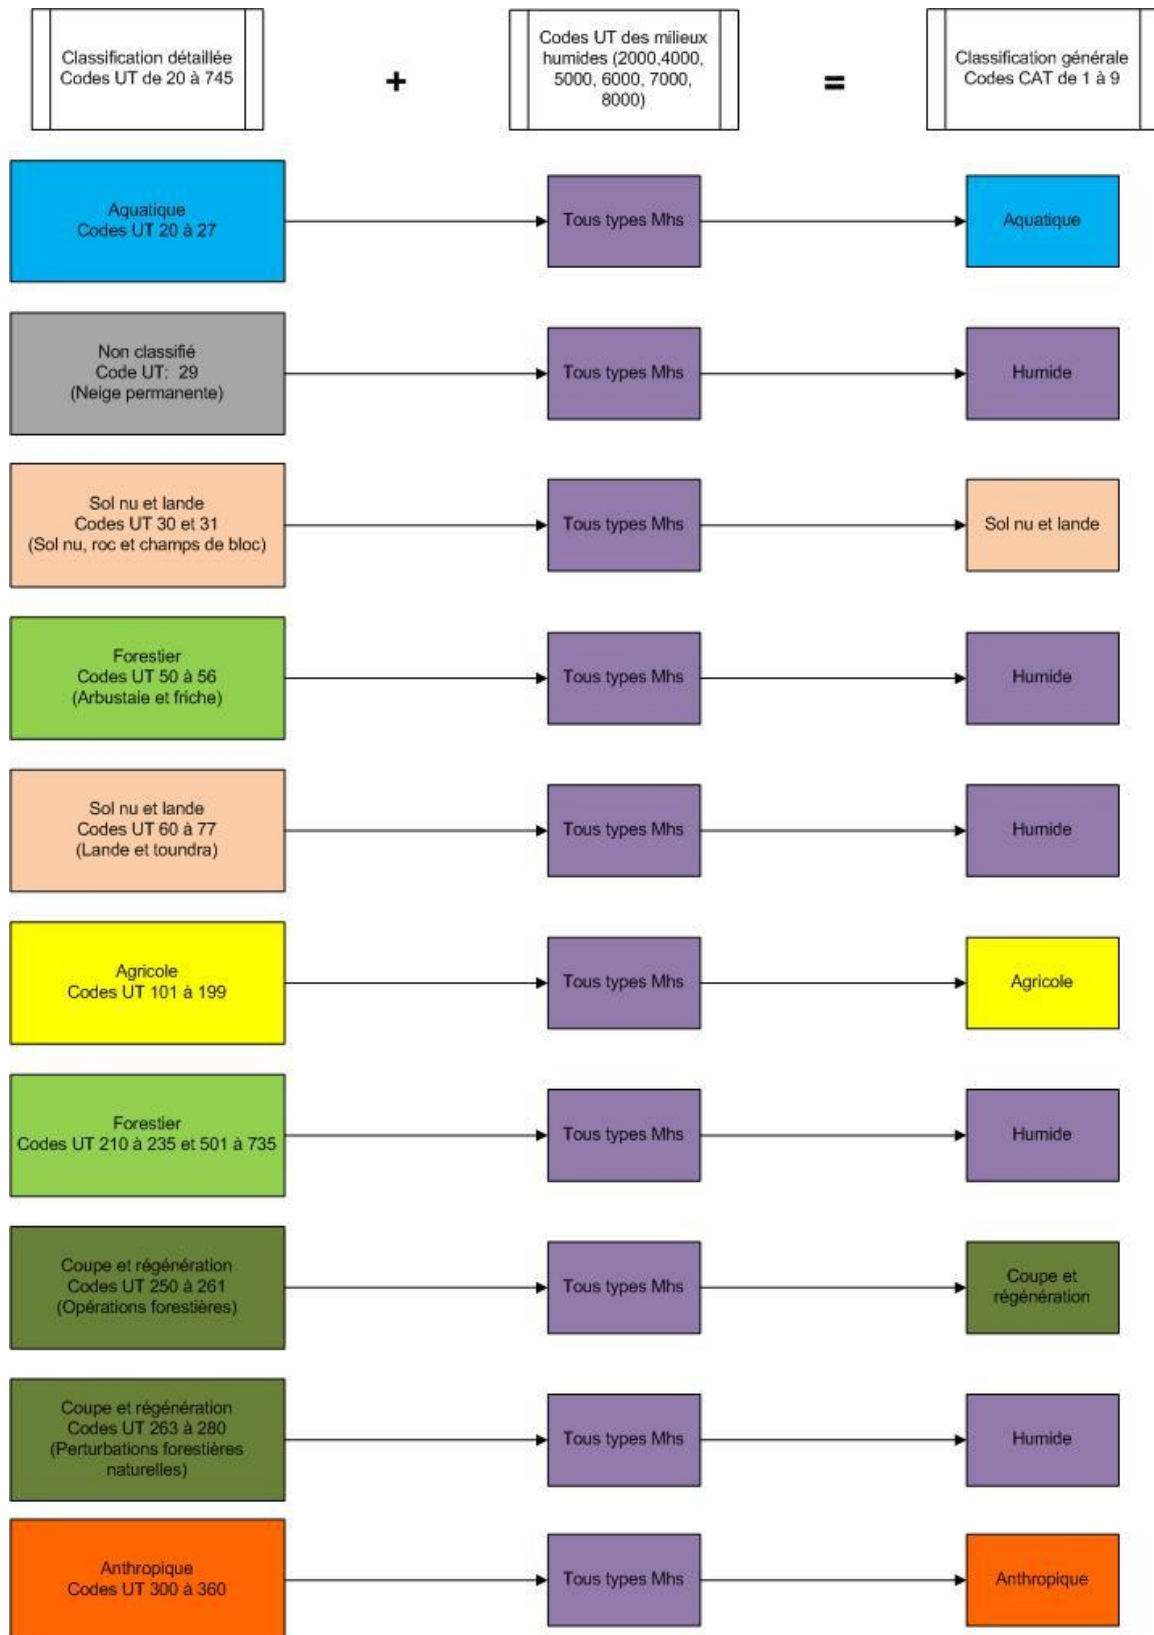 Classification détaillée
Codes UT de 20 à 745
+
Codes UT des milieux
humides (2000,4000,
5000, 6000, 7000,
8000)
=
Classification générale
Codes CAT de 1 à 9
Aquatique
Codes UT 20 à 27
Tous types Mhs
Aquatique
Non classifié
Code UT:  29
(Neige permanente)
Tous types Mhs
Humide
Sol nu et lande
Codes UT 30 et 31
(Sol nu, roc et champs de bloc)
Tous types Mhs
Sol nu et lande
Forestier
Codes UT 50 à 56
(Arbustaie et friche)
Tous types Mhs
Humide
Sol nu et lande
Codes UT 60 à 77
(Lande et toundra)
Tous types Mhs
Humide
Agricole
Codes UT 101 à 199
Tous types Mhs
Agricole
Forestier
Codes UT 210 à 235 et 501 à 735
Tous types Mhs
Humide
Coupe et régénération
Codes UT 250 à 261
(Opérations forestières)
Tous types Mhs
Coupe et
régénération
Coupe et régénération
Codes UT 263 à 280
(Perturbations forestières
naturelles)
Tous types Mhs
Humide
Anthropique
Codes UT 300 à 360
Tous types Mhs
Anthropique